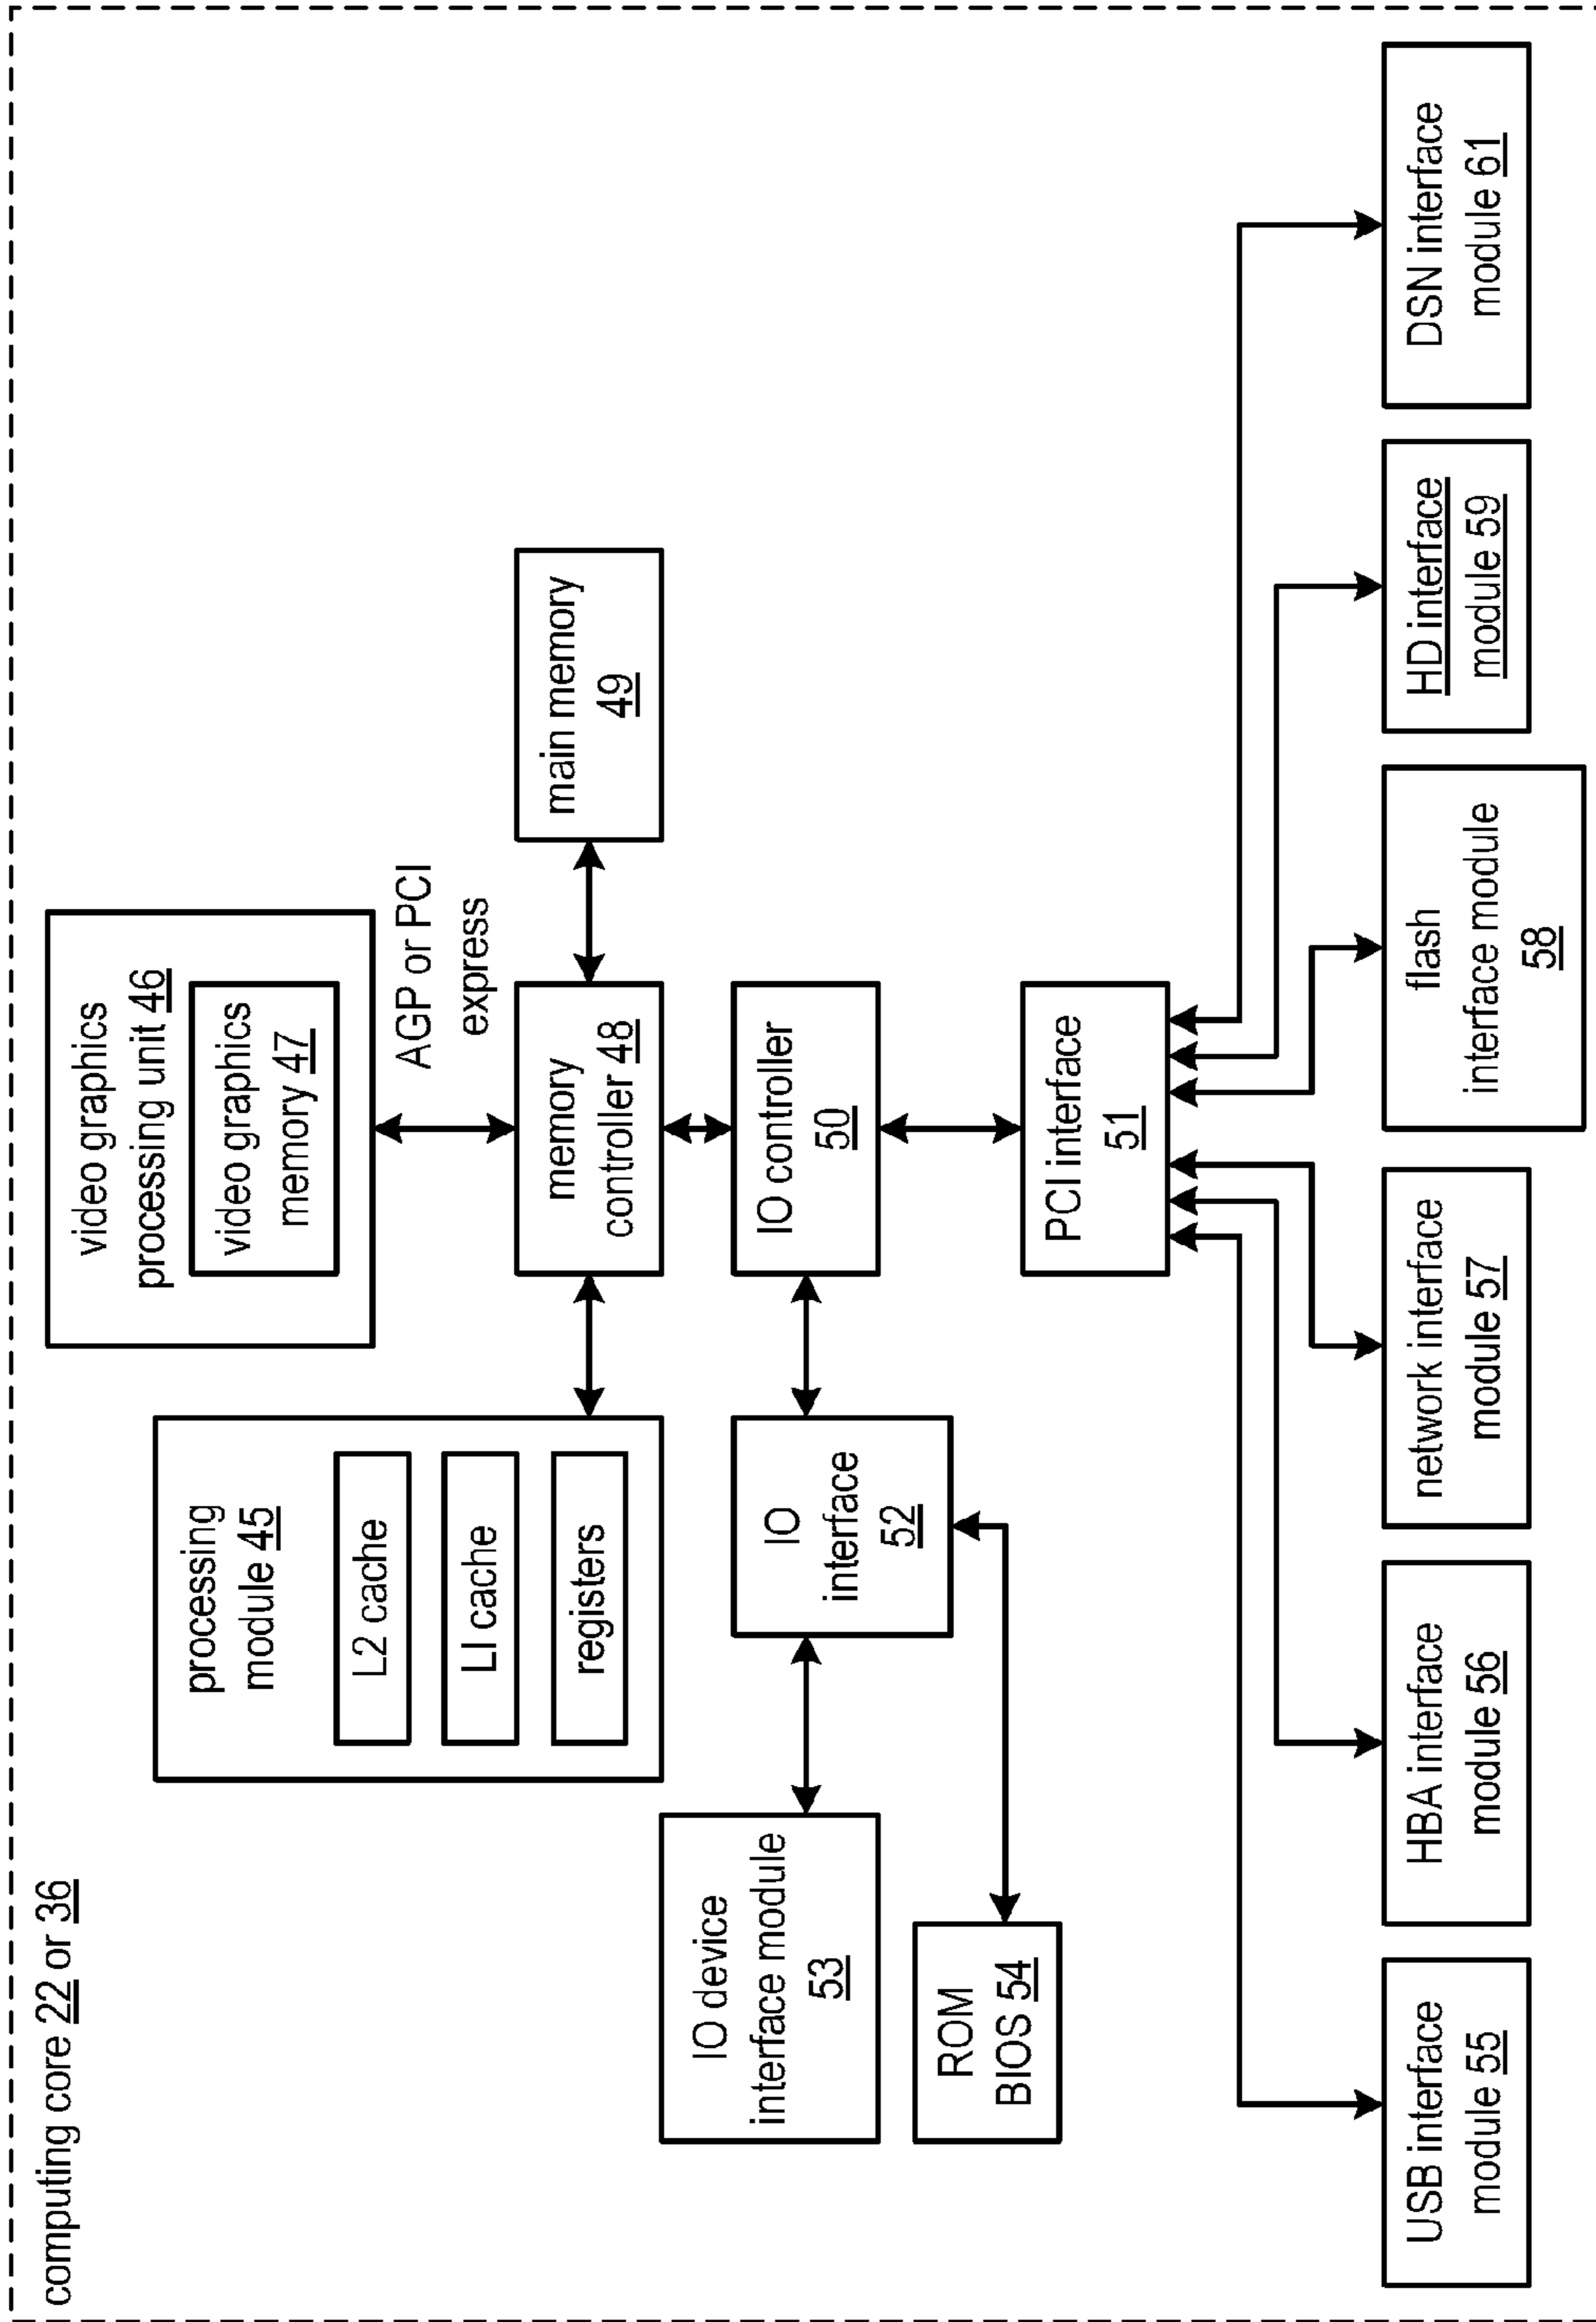 computing core 22 or 36
video graphics
processing unit 46
video graphics
memory 47
processing
module 45
L2 cache
LI cache
registers
AGP or PCI
express
memory
controller 48
main memory
49
IO device
interface module
53
IO
interface
52
IO controller
50
ROM
BIOS 54
PCI interface
51
USB interface
module 55
HBA interface
module 56
network interface
module 57
flash
interface module
58
HD interface
module 59
DSN interface
module 61